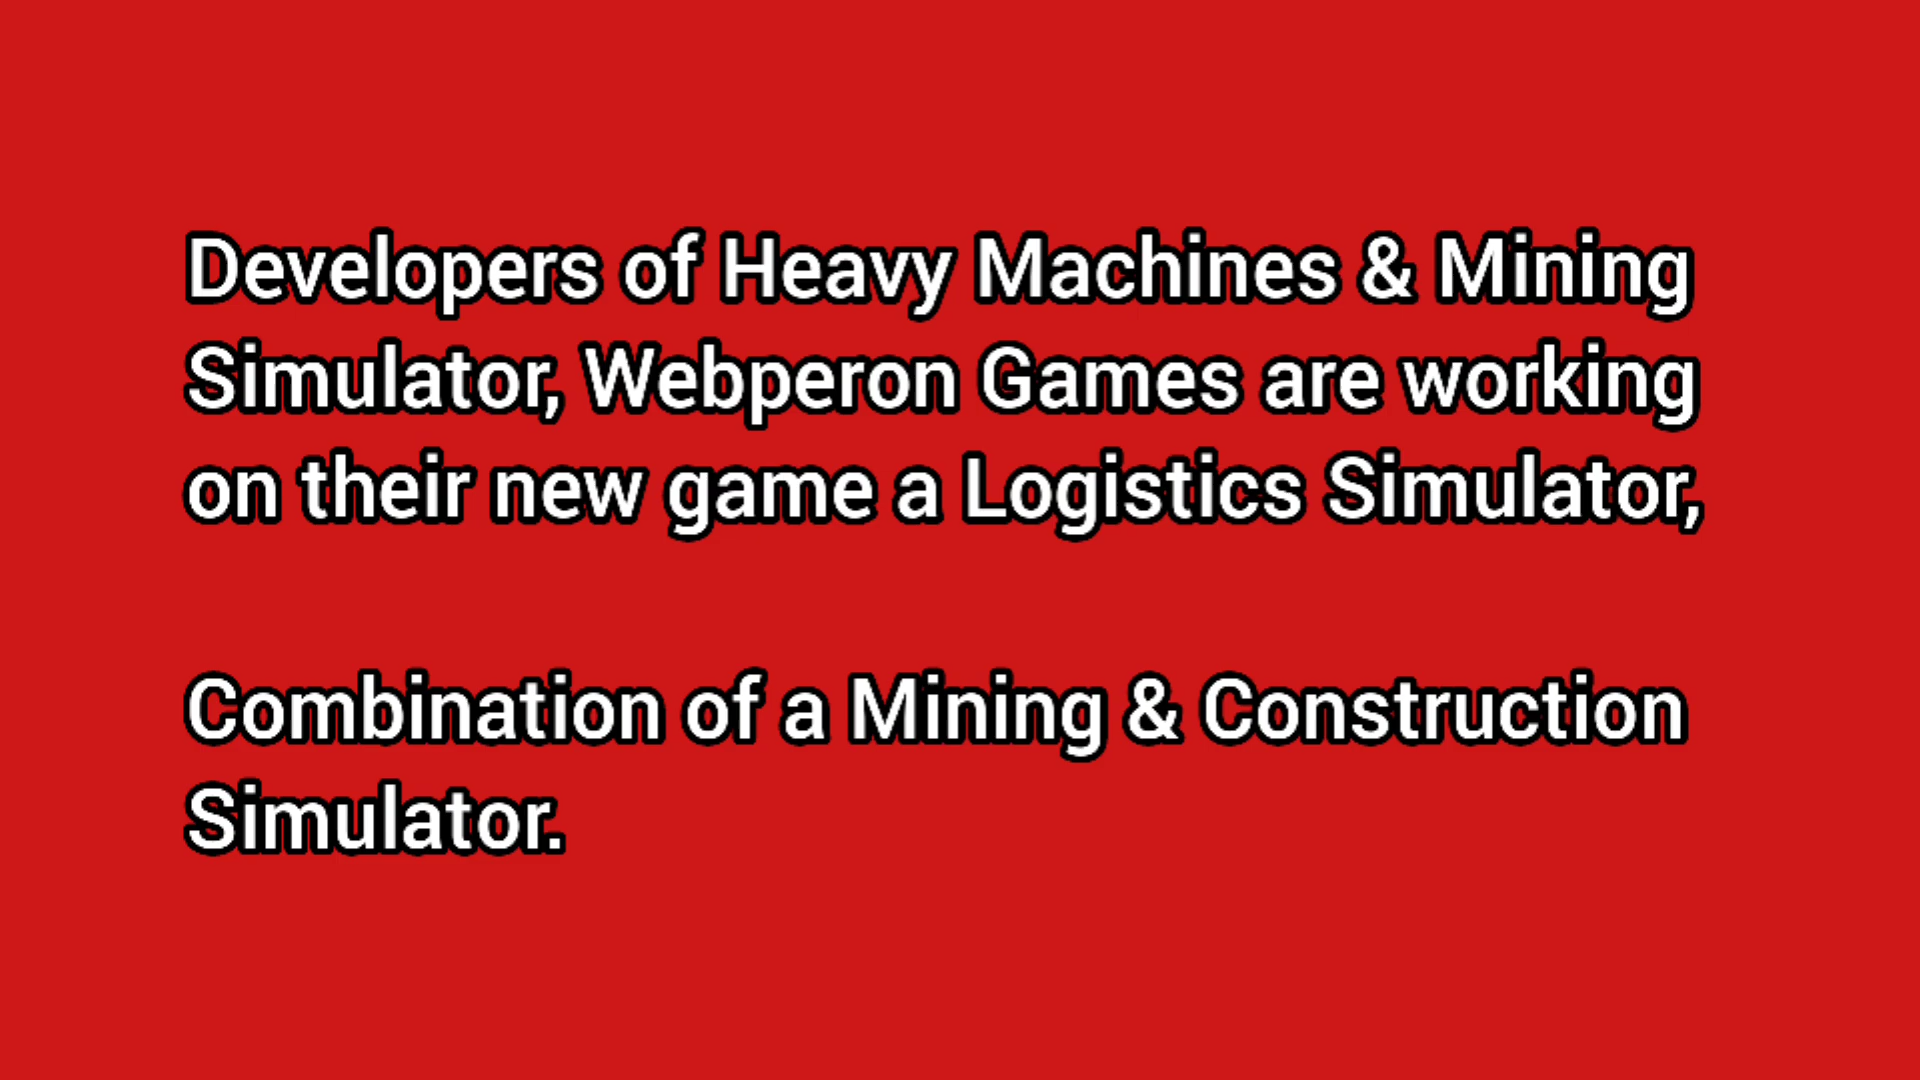 Developers of Heavy Machines & Mining
Simulator, Webperon Games are working
on their new game a Logistics Simulator,
Combination of a Mining & Construction
Simulator.